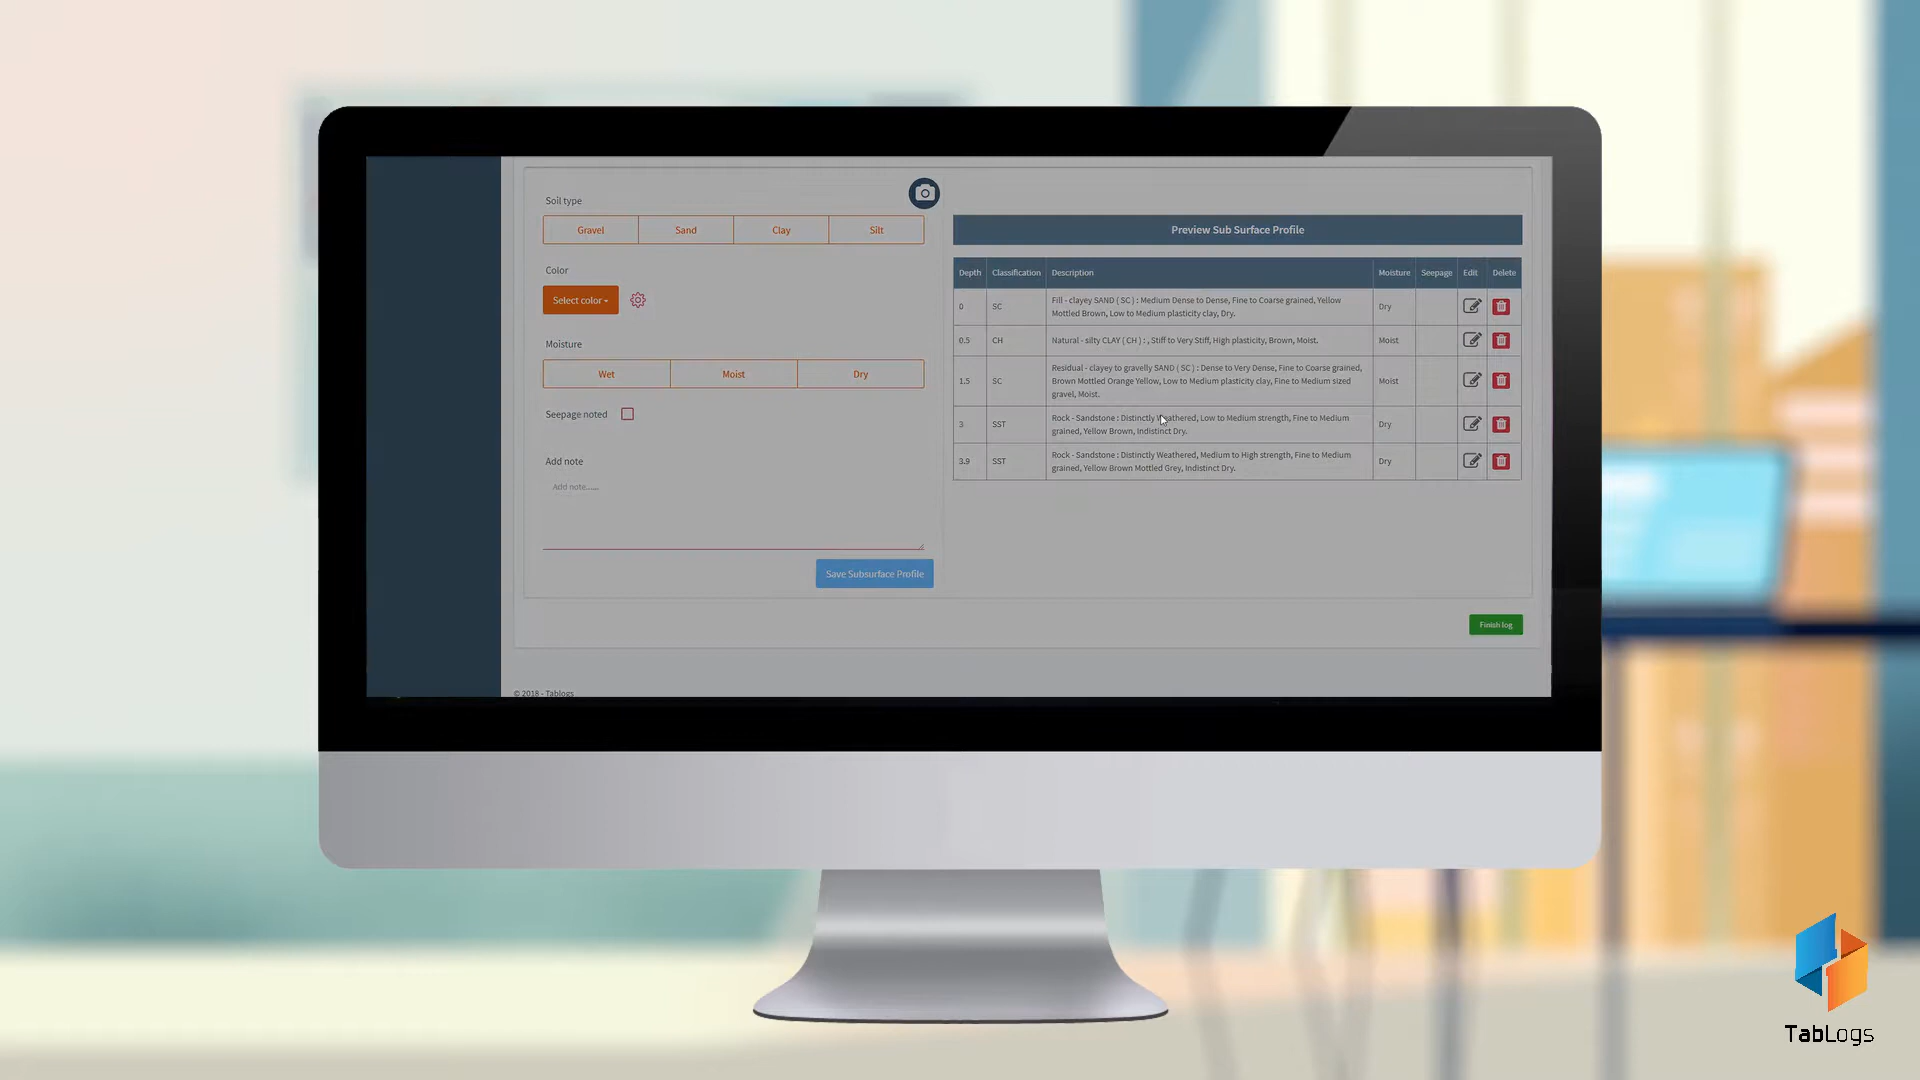 Soil type
Gravel Sand Clay Silt
Color
Select color
Moisture
Wet Moist Dry
Seepage noted
Add note
Add note......
Save Subsurface Profile
Preview Sub Surface Profile
Depth Classification Description Moisture Seepage Edit Delete
0 SC Fill - clayey SAND ( SC ) : Medium Dense to Dense, Fine to Coarse grained, Yellow Dry
Mottled Brown, Low to Medium plasticity clay, Dry.
0.5 CH Natural - silty CLAY ( CH ) : , Stiff to Very Stiff, High plasticity, Brown, Moist. Moist
Residual - clayey to gravelly SAND ( SC ) : Dense to Very Dense, Fine to Coarse grained,
1.5 SC Brown Mottled Orange Yellow, Low to Medium plasticity clay, Fine to Medium sized Moist
gravel, Moist.
3 SST Rock - Sandstone : Distinctly Weathered, Low to Medium strength, Fine to Medium Dry
grained, Yellow Brown, Indistinct Dry.
3.9 SST Rock - Sandstone : Distinctly Weathered, Medium to High strength, Fine to Medium Dry
grained, Yellow Brown Mottled Grey, Indistinct Dry.
Finish log
© 2018 - Tablogs
TabLogs